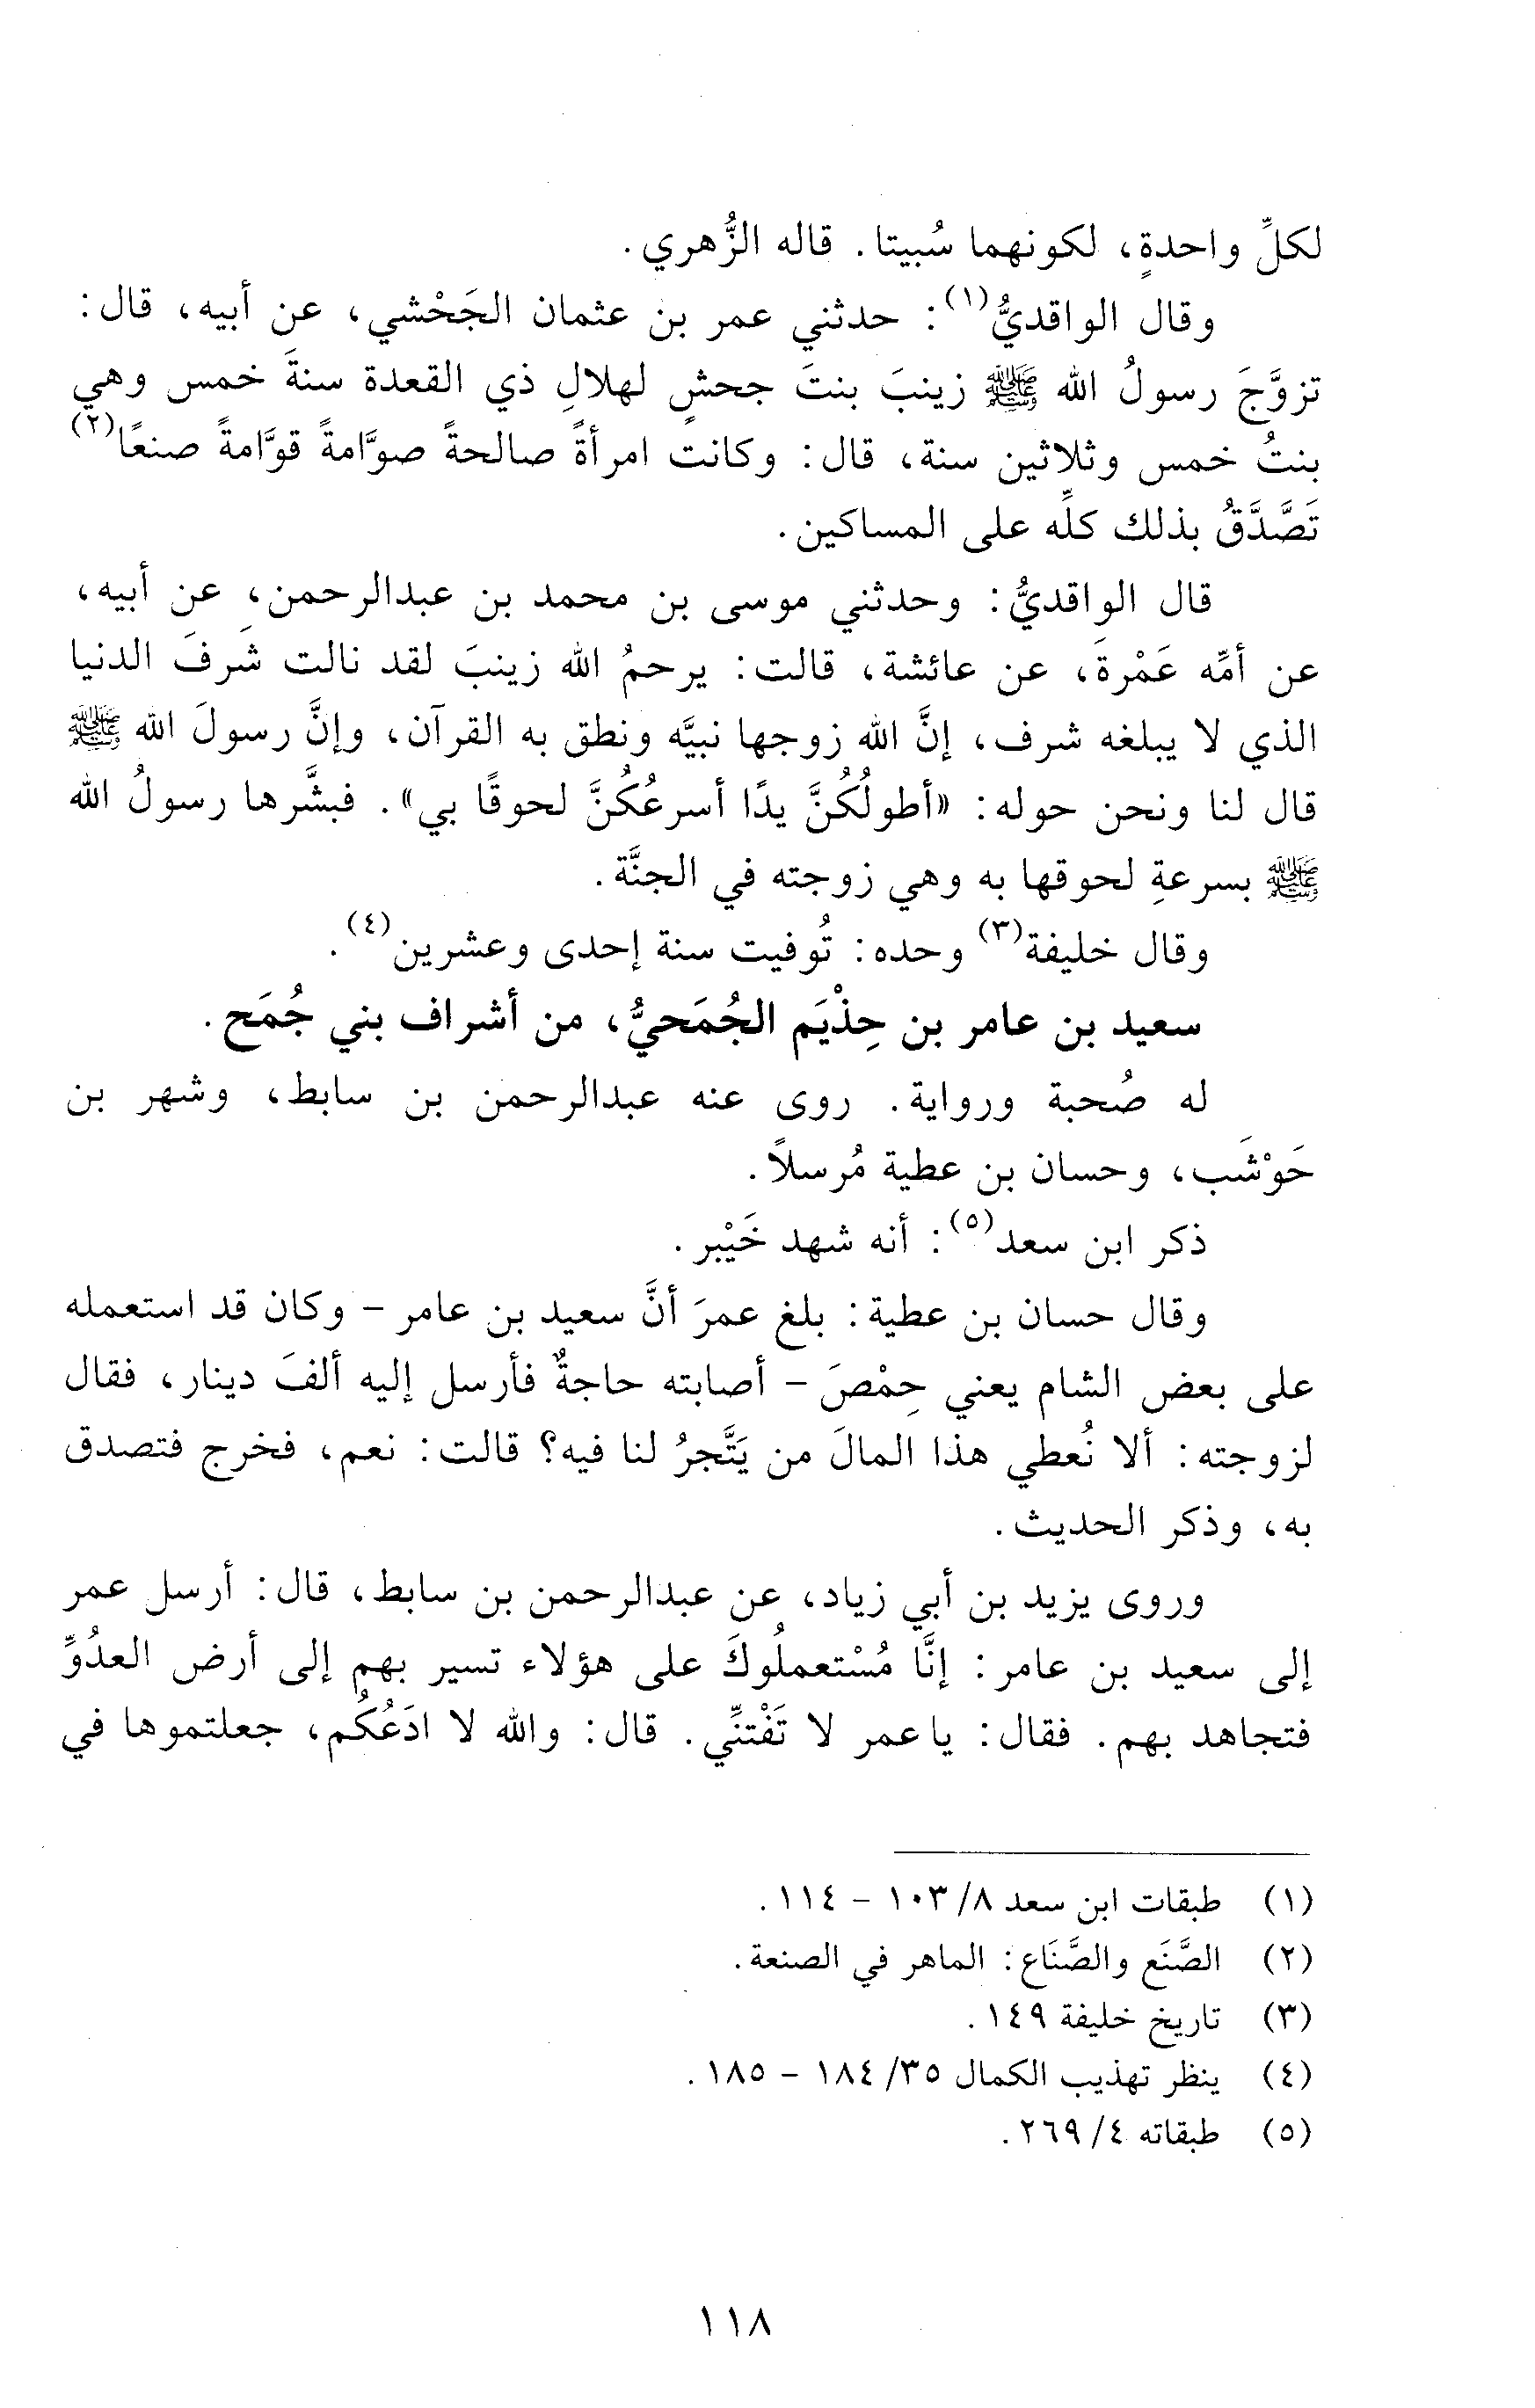 لكلِّ واحدةٍ، لكونهما سُبيتا. قاله الزُّهري.
وقال الواقديُّ(١): حدثني عمر بن عثمان الجَحْشي، عن أبيه، قال:
تزوَّجَ رسولُ الله ﷺ زينبَ بنتَ جحشٍ لهلالِ ذي القعدة سنةَ خمس وهي
بنتُ خمس وثلاثين سنة، قال: وكانت امرأةً صالحةً صوَّامةً قوَّامةً صنعًا(٢)
تَصَّدَّقُ بذلك كلِّه على المساكين.
قال الواقديُّ: وحدثني موسى بن محمد بن عبدالرحمن، عن أبيه،
عن أمِّه عَمْرةَ، عن عائشة، قالت: يرحمُ الله زينبَ لقد نالت شَرفَ الدنيا
الذي لا يبلغه شرف، إنَّ الله زوجها نبيَّه ونطق به القرآن، وإنَّ رسولَ الله ﷺ
قال لنا ونحن حوله: «أطولُكُنَّ يدًا أسرعُكُنَّ لحوقًا بي». فبشَّرها رسولُ الله
ﷺ بسرعةِ لحوقها به وهي زوجته في الجنَّة.
وقال خليفة(٣) وحده: تُوفيت سنة إحدى وعشرين(٤).
سعيد بن عامر بن حِذْيَم الجُمَحيُّ، من أشراف بني جُمَح.
له صُحبة ورواية. روى عنه عبدالرحمن بن سابط، وشهر بن
حَوْشَب، وحسان بن عطية مُرسلاً.
ذكر ابن سعد(٥): أنه شهد خَيْبر.
وقال حسان بن عطية: بلغ عمرَ أنَّ سعيد بن عامر - وكان قد استعمله
على بعض الشام يعني حِمْصَ - أصابته حاجةٌ فأرسل إليه ألفَ دينار، فقال
لزوجته: ألا نُعطي هذا المالَ من يَتَّجرُ لنا فيه؟ قالت: نعم، فخرج فتصدق
به، وذكر الحديث.
وروى يزيد بن أبي زياد، عن عبدالرحمن بن سابط، قال: أرسل عمر
إلى سعيد بن عامر: إنَّا مُسْتعملُوكَ على هؤلاء تسير بهم إلى أرض العدُوِّ
فتجاهد بهم. فقال: ياعمر لا تَفْتنِّي. قال: والله لا ادَعُكُم، جعلتموها في
(١) طبقات ابن سعد ٨/ ١٠٣ - ١١٤.
(٢) الصَّنَع والصَّنَاع: الماهر في الصنعة.
(٣) تاريخ خليفة ١٤٩.
(٤) ينظر تهذيب الكمال ٣٥/ ١٨٤ - ١٨٥.
(٥) طبقاته ٤/ ٢٦٩.
١١٨